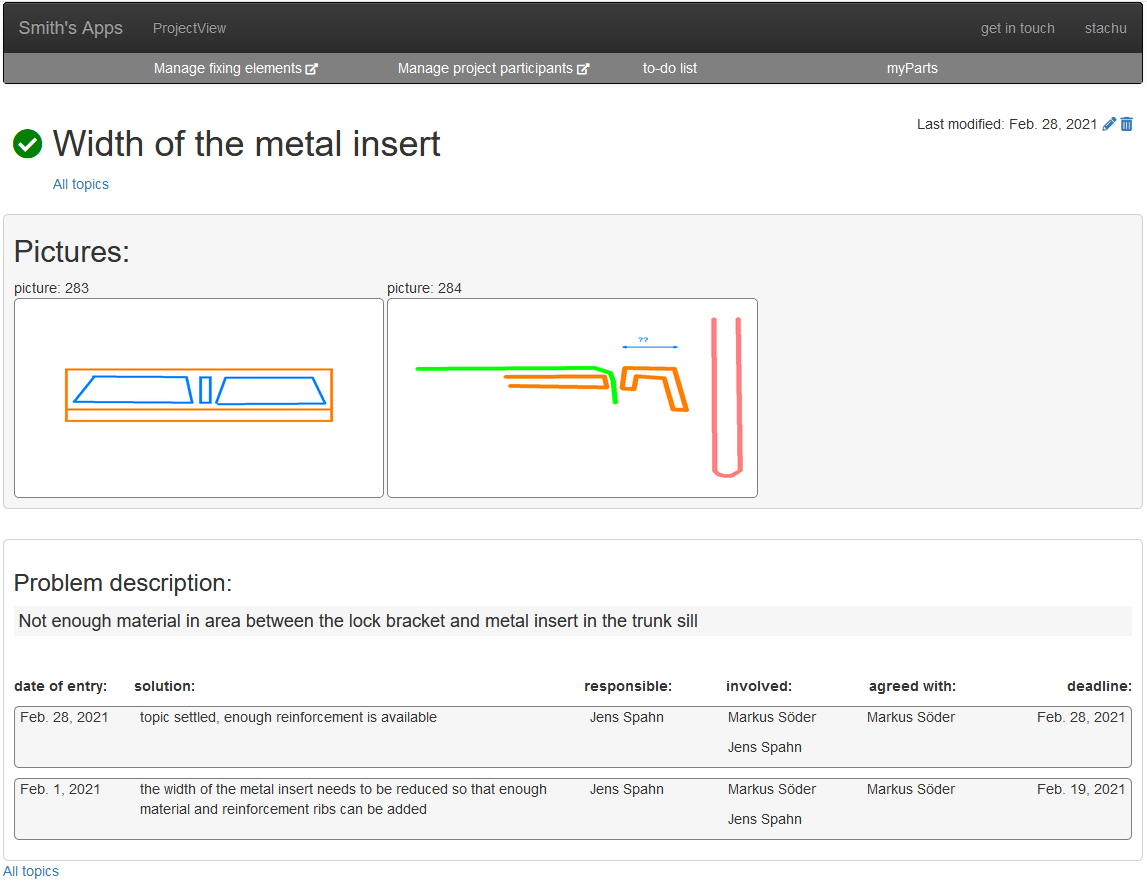 Smith's Apps ProjectView get in touch stachu
Manage fixing elements Manage project participants to-do list myParts
Last modified: Feb. 28, 2021
Width of the metal insert
All topics
Pictures:
picture: 283 picture: 284
??
Problem description:
Not enough material in area between the lock bracket and metal insert in the trunk sill
date of entry: solution: responsible: involved: agreed with: deadline:
Feb. 28, 2021 topic settled, enough reinforcement is available Jens Spahn Markus Söder Markus Söder Feb. 28, 2021
Jens Spahn
Feb. 1, 2021 the width of the metal insert needs to be reduced so that enough Jens Spahn Markus Söder Markus Söder Feb. 19, 2021
material and reinforcement ribs can be added
Jens Spahn
All topics